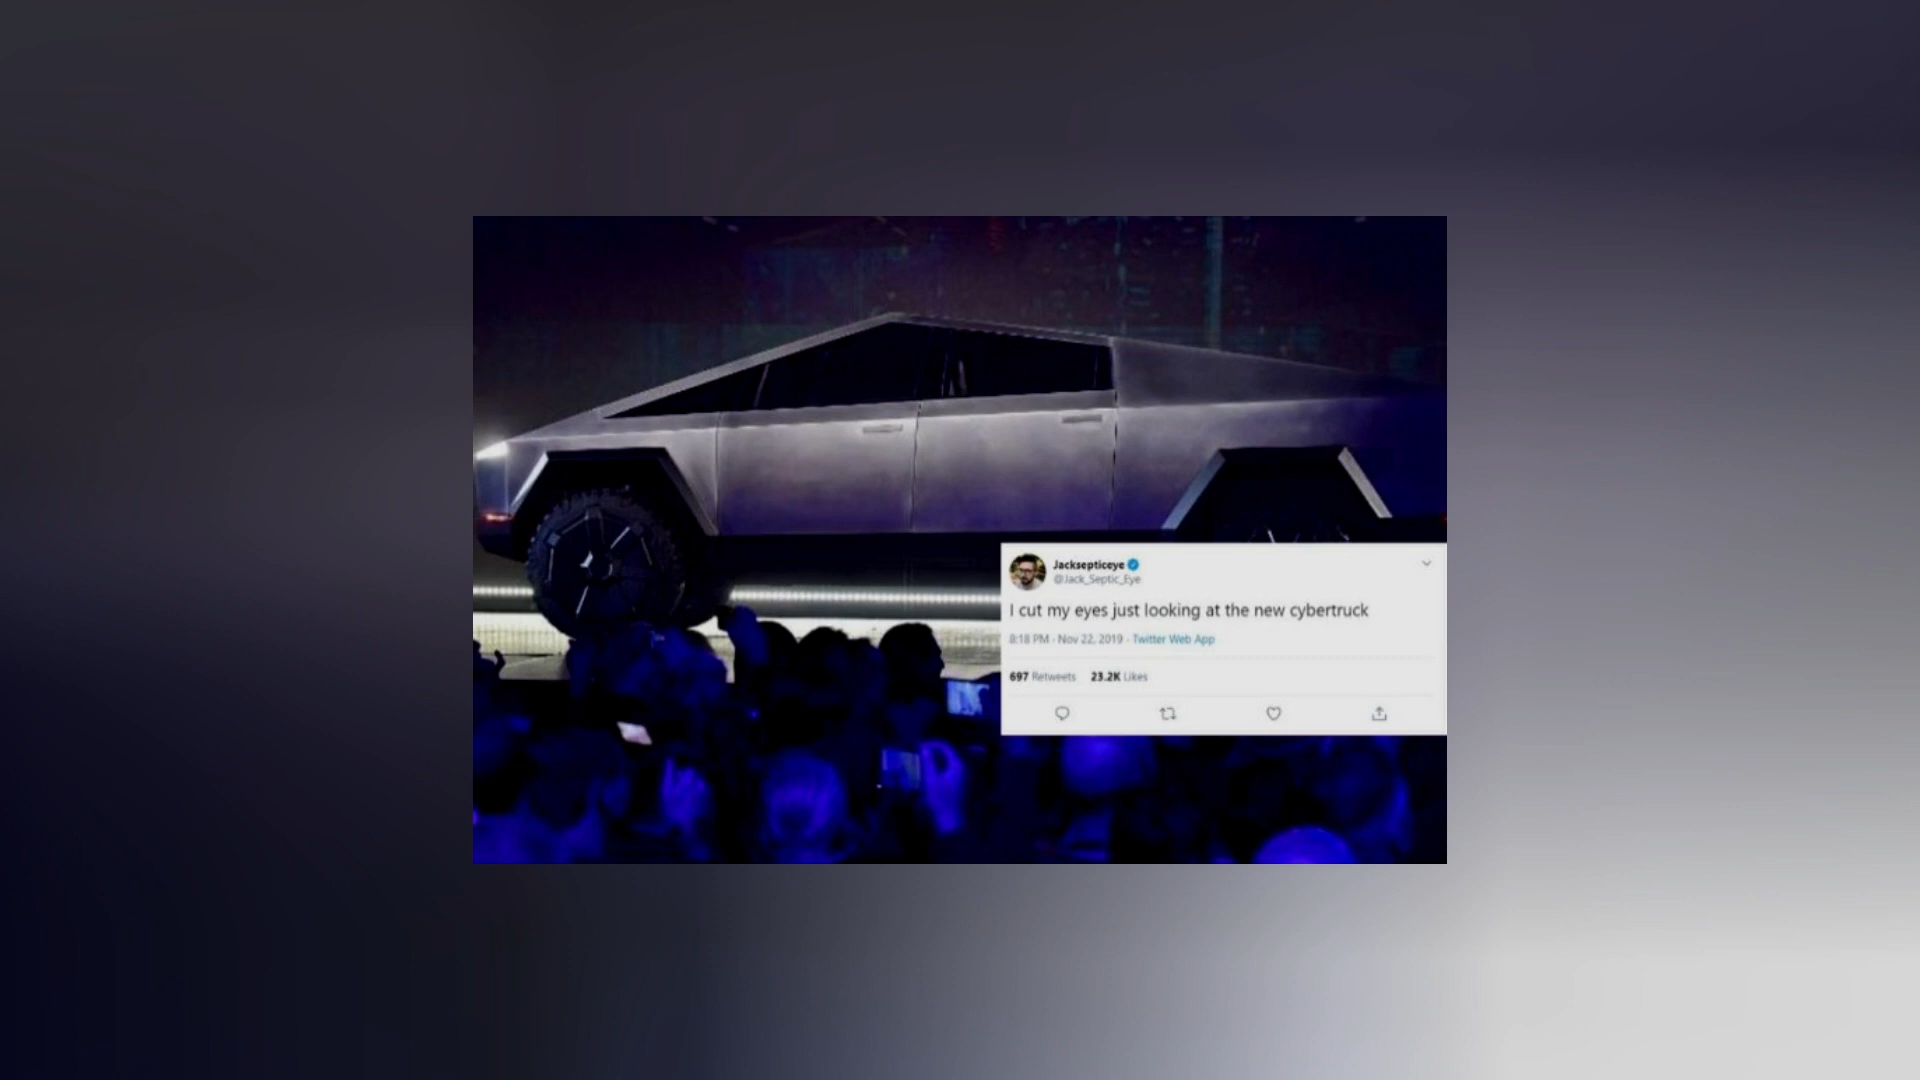 Jacksepticeye
@Jack_Septic_Eye
I cut my eyes just looking at the new cybertruck
8:18 PM · Nov 22, 2019 · Twitter Web App
697 Retweets 23.2K Likes